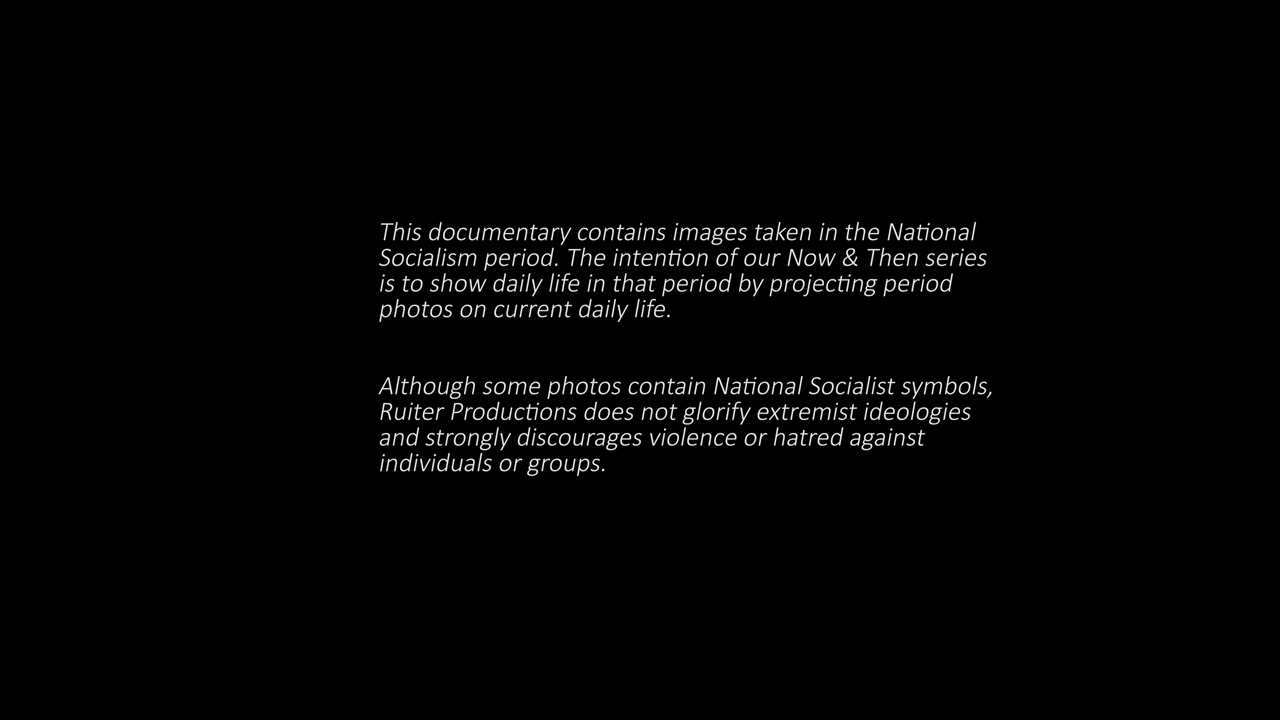 This documentary contains images taken in the National
Socialism period. The intention of our Now & Then series
is to show daily life in that period by projecting period
photos on current daily life.
Although some photos contain National Socialist symbols,
Ruiter Productions does not glorify extremist ideologies
and strongly discourages violence or hatred against
individuals or groups.